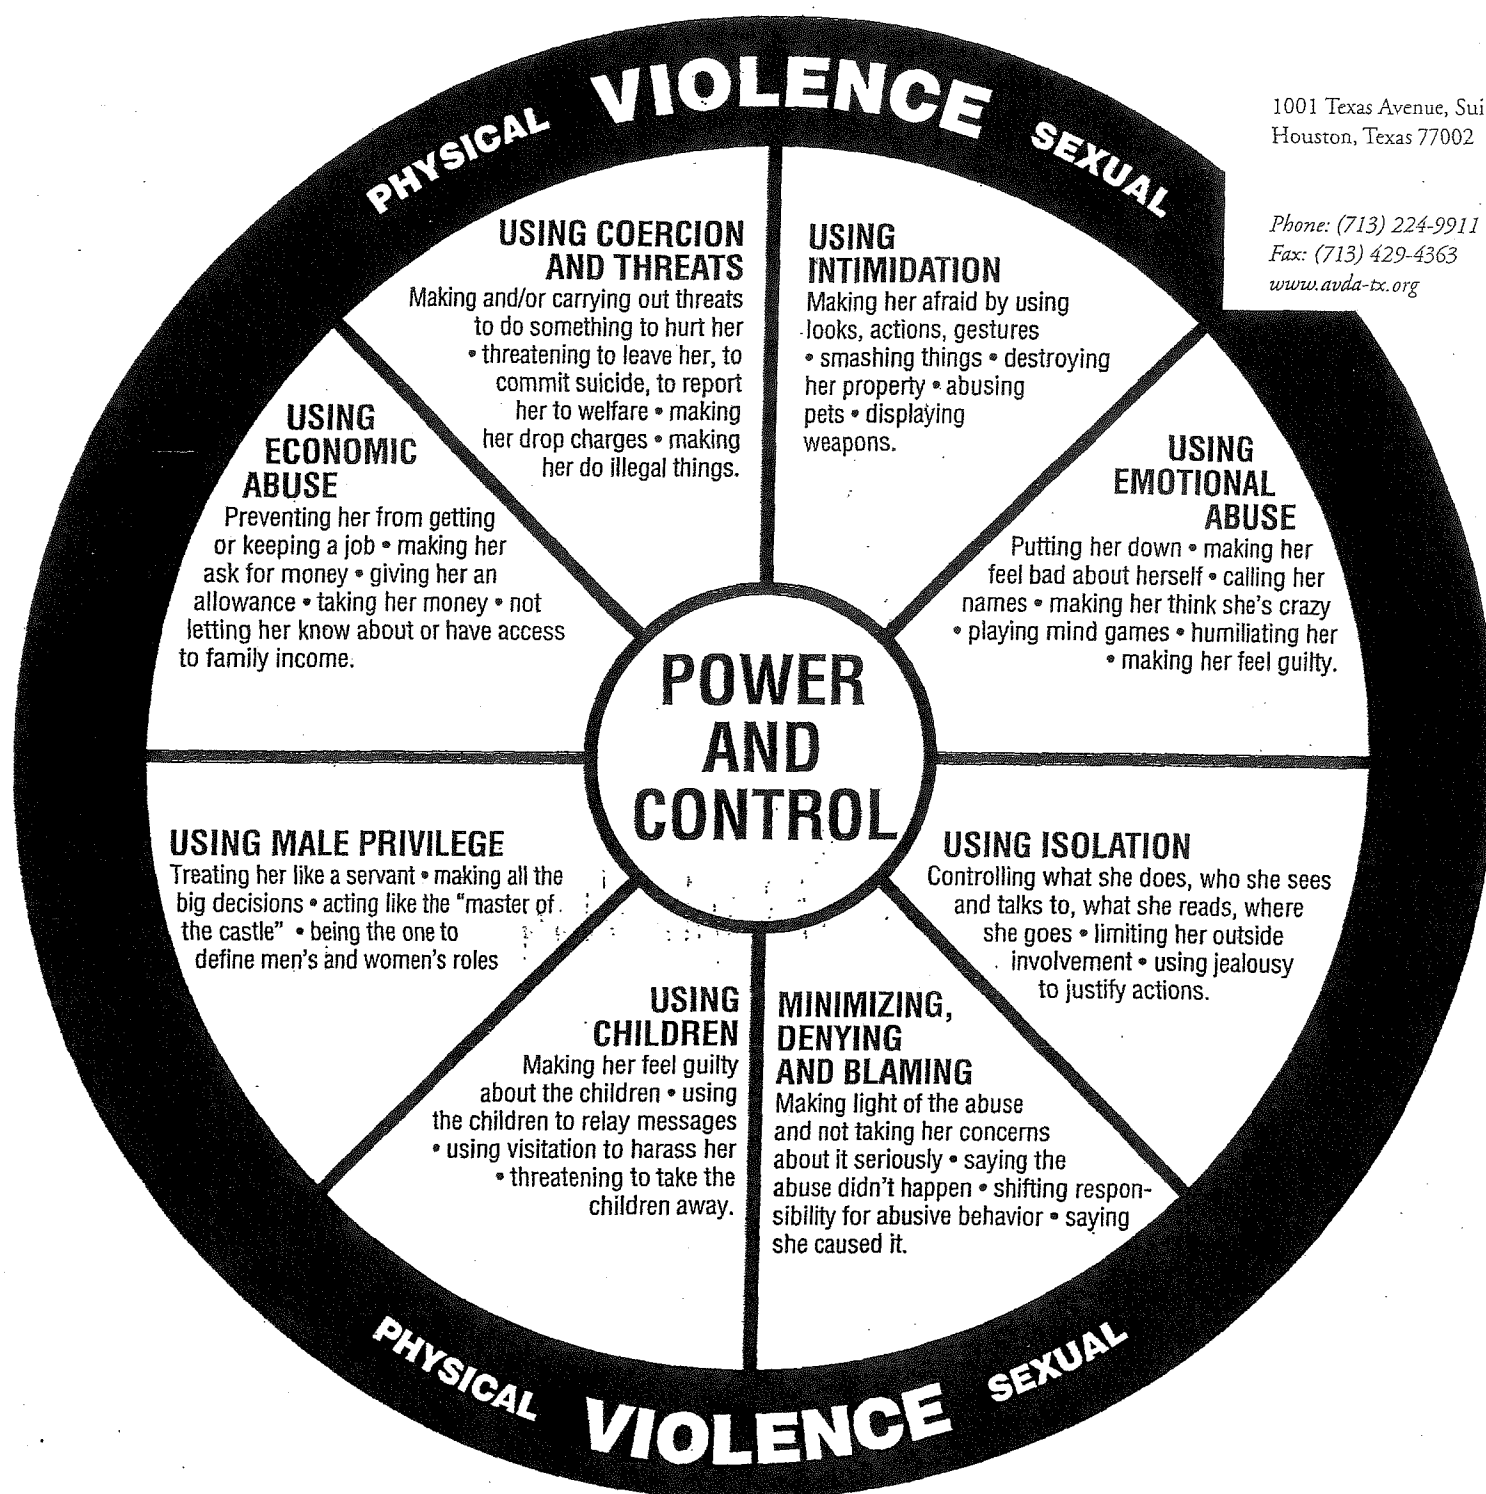 PHYSICAL VIOLENCE SEXUAL
1001 Texas Avenue, Sui
Houston, Texas 77002
Phone: (713) 224-9911
Fax: (713) 429-4363
www.avda-tx.org
USING COERCION
AND THREATS
Making and/or carrying out threats
to do something to hurt her
• threatening to leave her, to
commit suicide, to report
her to welfare • making
her drop charges • making
her do illegal things.
USING
INTIMIDATION
Making her afraid by using
looks, actions, gestures
• smashing things • destroying
her property • abusing
pets • displaying
weapons.
USING
ECONOMIC
ABUSE
Preventing her from getting
or keeping a job • making her
ask for money • giving her an
allowance • taking her money • not
letting her know about or have access
to family income.
USING
EMOTIONAL
ABUSE
Putting her down • making her
feel bad about herself • calling her
names • making her think she's crazy
• playing mind games • humiliating her
• making her feel guilty.
POWER
AND
CONTROL
USING MALE PRIVILEGE
Treating her like a servant • making all the
big decisions • acting like the "master of
the castle" • being the one to
define men's and women's roles
USING ISOLATION
Controlling what she does, who she sees
and talks to, what she reads, where
she goes • limiting her outside
involvement • using jealousy
to justify actions.
USING
CHILDREN
Making her feel guilty
about the children • using
the children to relay messages
• using visitation to harass her
• threatening to take the
children away.
MINIMIZING,
DENYING
AND BLAMING
Making light of the abuse
and not taking her concerns
about it seriously • saying the
abuse didn't happen • shifting respon-
sibility for abusive behavior • saying
she caused it.
PHYSICAL VIOLENCE SEXUAL